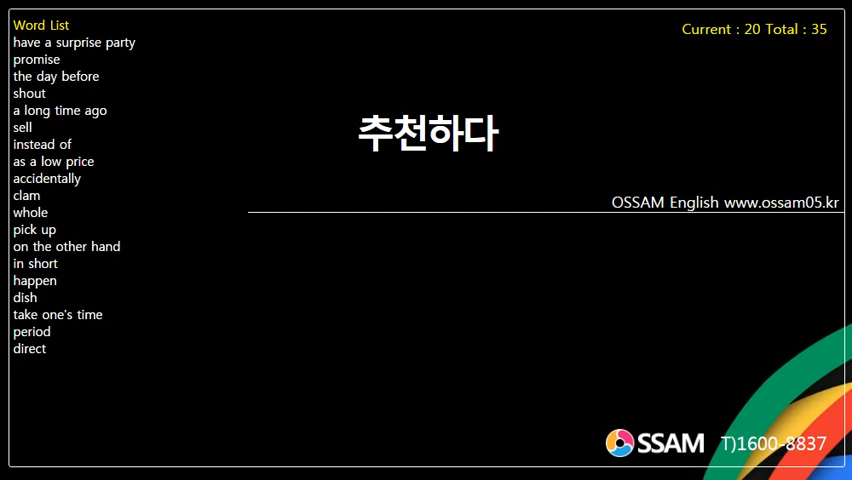 Word List
have a surprise party
promise
the day before
shout
a long time ago
sell
instead of
as a low price
accidentally
clam
whole
pick up
on the other hand
in short
happen
dish
take one's time
period
direct
Current : 20 Total : 35
추천하다
OSSAM English www.ossam05.kr
OSSAM T)1600-8837